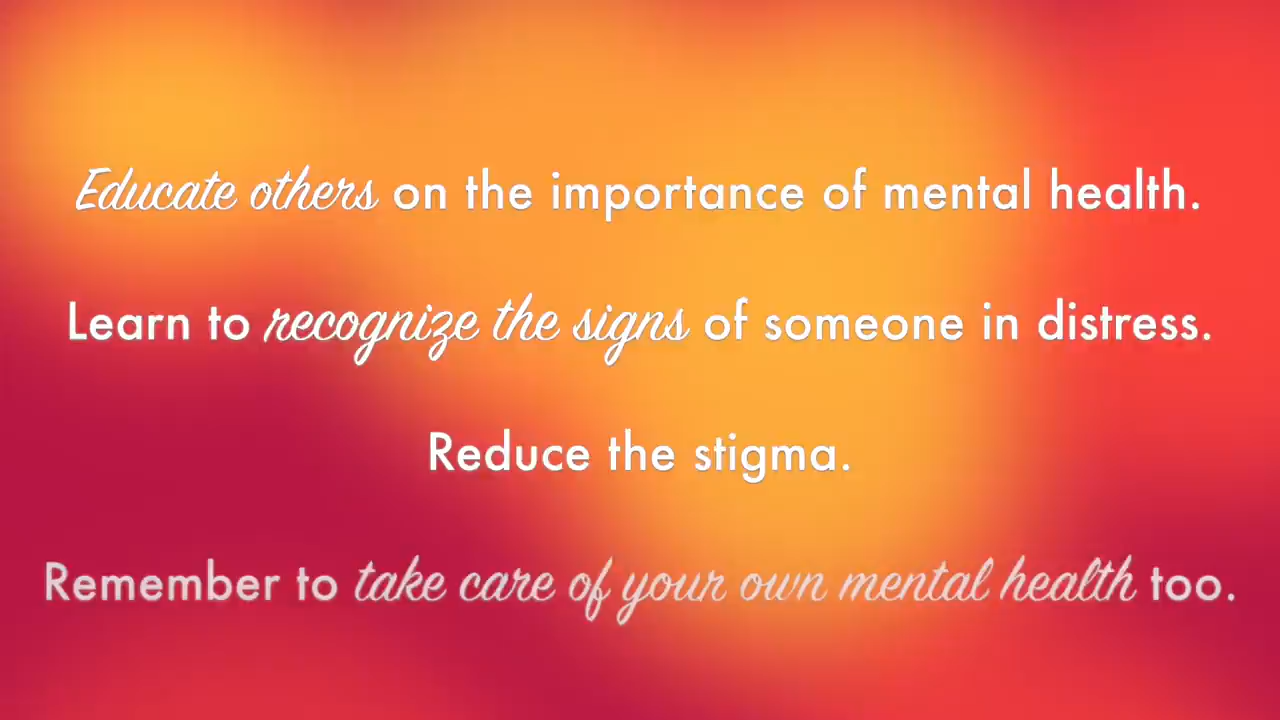 Educate others on the importance of mental health.
Learn to recognize the signs of someone in distress.
Reduce the stigma.
Remember to take care of your own mental health too.